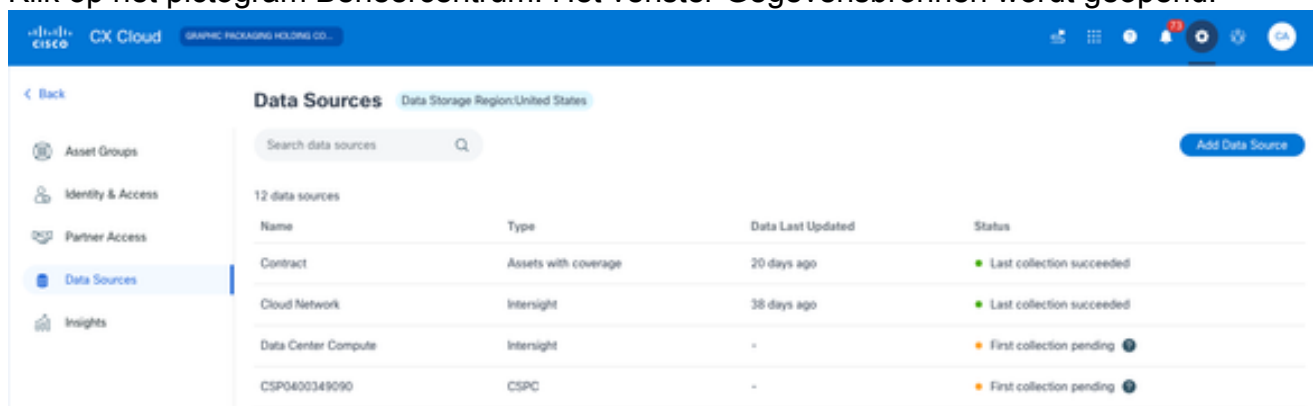 Klik op het pictogram Beheercentrum. Het venster Gegevensbronnen wordt geopend.
cisco CX Cloud GRAPHIC PACKAGING HOLDING CO...
23
CA
Back
Data Sources Data Storage Region:United States
Search data sources
Add Data Source
Asset Groups
Identity & Access
Partner Access
Data Sources
Insights
12 data sources
Name Type Data Last Updated Status
Contract Assets with coverage 20 days ago Last collection succeeded
Cloud Network Intersight 38 days ago Last collection succeeded
Data Center Compute Intersight - First collection pending
CSP0400349090 CSPC - First collection pending